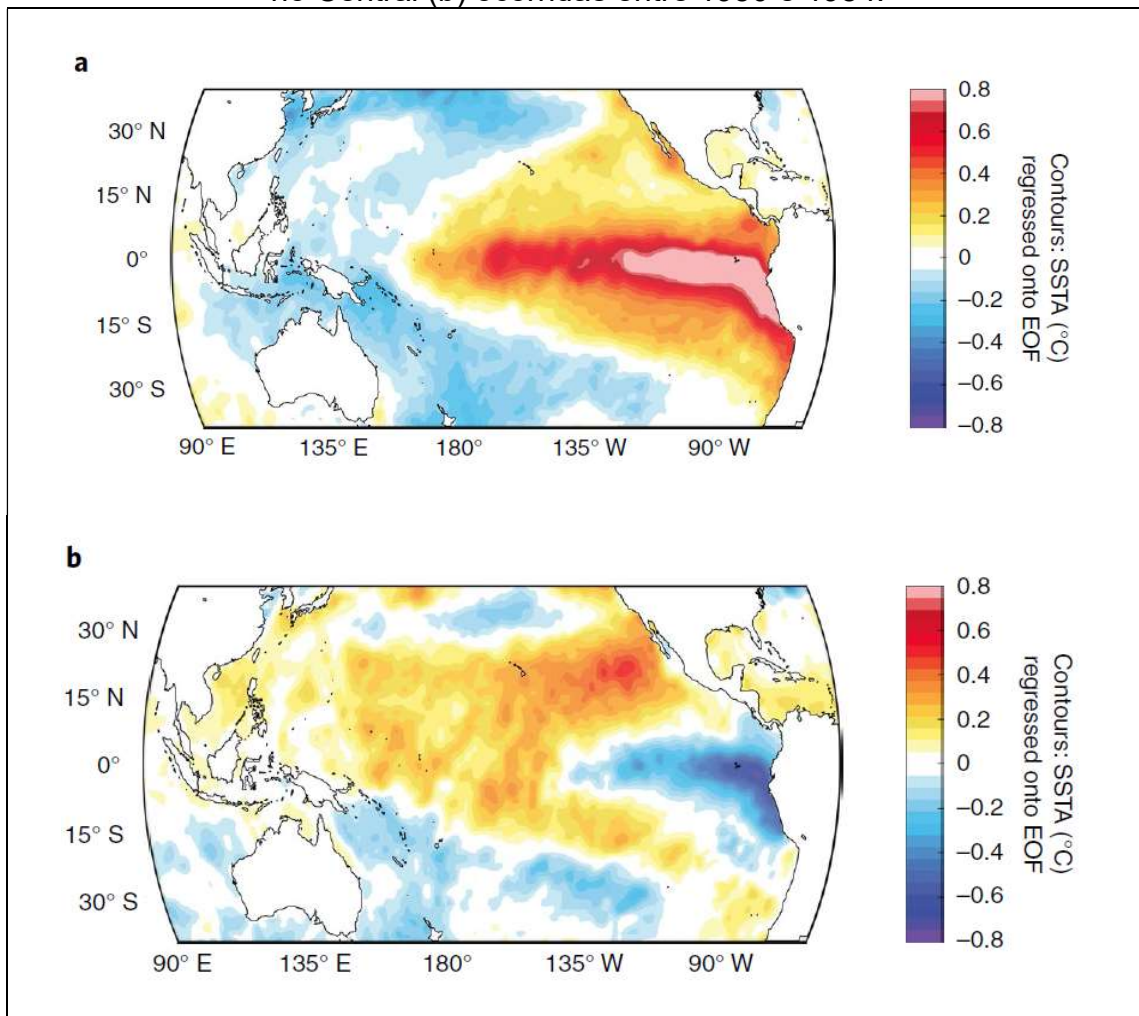 a
30° N
15° N
0°
15° S
30° S
90° E 135° E 180° 135° W 90° W
0.8
0.6
0.4
0.2
0
–0.2
–0.4
–0.6
–0.8
Contours: SSTA (°C)
regressed onto EOF
b
30° N
15° N
0°
15° S
30° S
90° E 135° E 180° 135° W 90° W
0.8
0.6
0.4
0.2
0
–0.2
–0.4
–0.6
–0.8
Contours: SSTA (°C)
regressed onto EOF